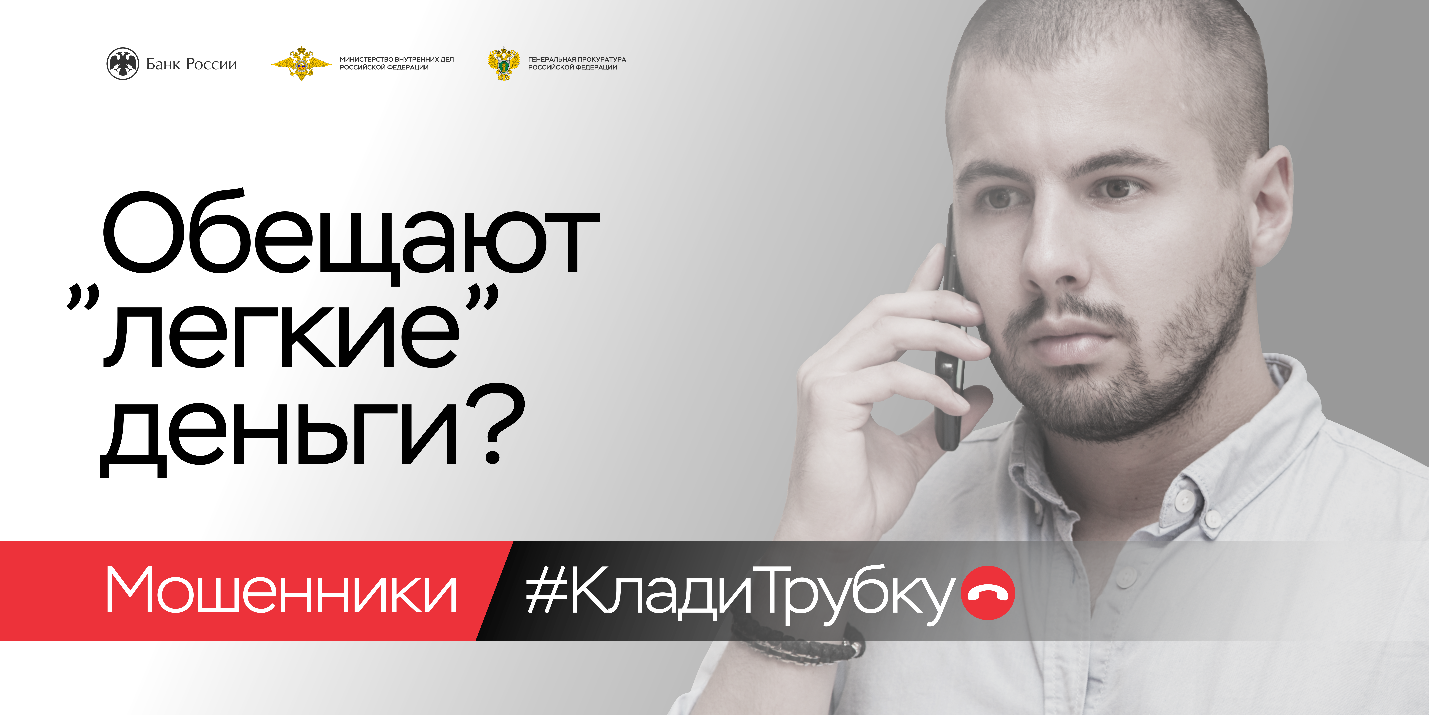 Банк России
МИНИСТЕРСТВО ВНУТРЕННИХ ДЕЛ
РОССИЙСКОЙ ФЕДЕРАЦИИ
ГЕНЕРАЛЬНАЯ ПРОКУРАТУРА
РОССИЙСКОЙ ФЕДЕРАЦИИ
Обещают
”легкие”
деньги?
Мошенники
#КладиТрубку